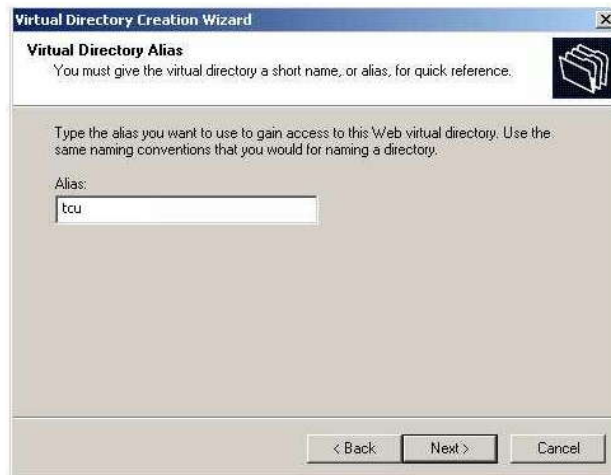 Virtual Directory Creation Wizard
Virtual Directory Alias
You must give the virtual directory a short name, or alias, for quick reference.
Type the alias you want to use to gain access to this Web virtual directory. Use the
same naming conventions that you would for naming a directory.
Alias:
tcu
< Back Next > Cancel